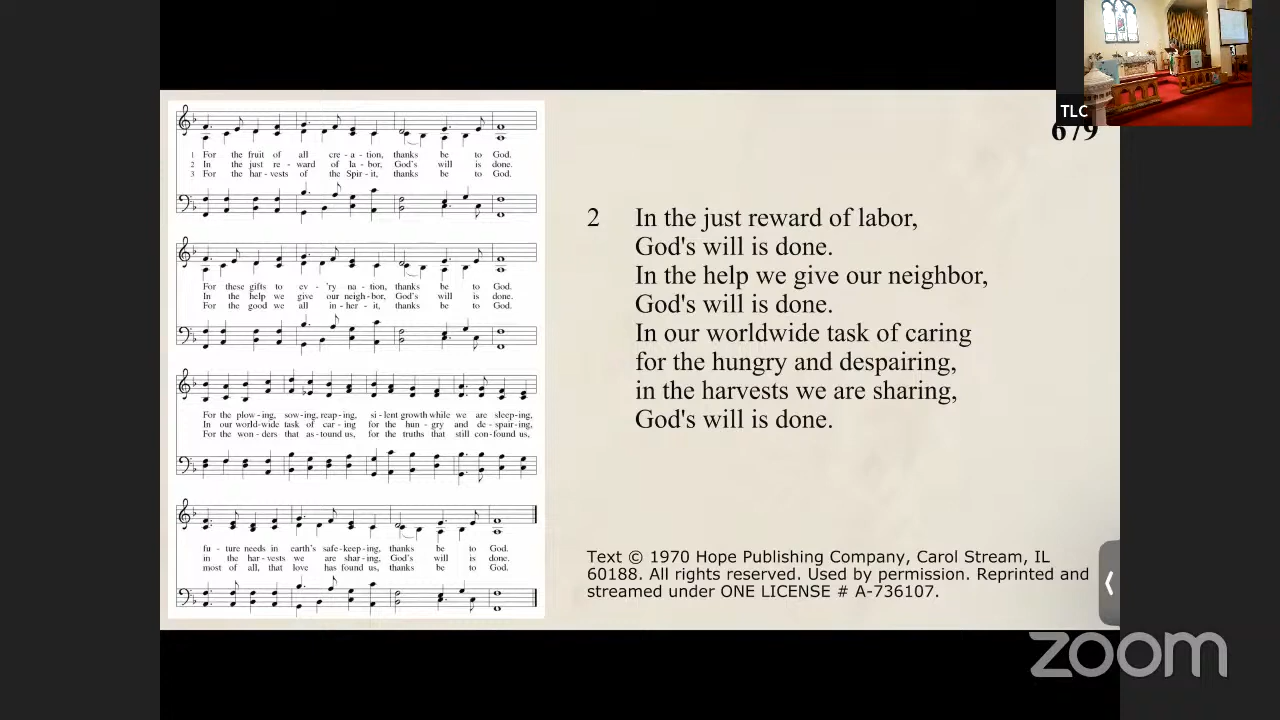 TLC
679
1 For the fruit of all cre - a - tion, thanks be to God.
2 In the just re - ward of la - bor, God's will is done.
3 For the har - vests of the Spir - it, thanks be to God.
For these gifts to ev - 'ry na - tion, thanks be to God.
In the help we give our neigh - bor, God's will is done.
For the good we all in - her - it, thanks be to God.
For the plow - ing, sow - ing, reap - ing, si - lent growth while we are sleep - ing,
In our world - wide task of car - ing for the hun - gry and de - spair - ing,
For the won - ders that as - tound us, for the truths that still con - found us,
fu - ture needs in earth's safe - keep - ing, thanks be to God.
in the har - vests we are shar - ing, God's will is done.
most of all, that love has found us, thanks be to God.
2 In the just reward of labor,
God's will is done.
In the help we give our neighbor,
God's will is done.
In our worldwide task of caring
for the hungry and despairing,
in the harvests we are sharing,
God's will is done.
Text © 1970 Hope Publishing Company, Carol Stream, IL
60188. All rights reserved. Used by permission. Reprinted and
streamed under ONE LICENSE # A-736107.
zoom